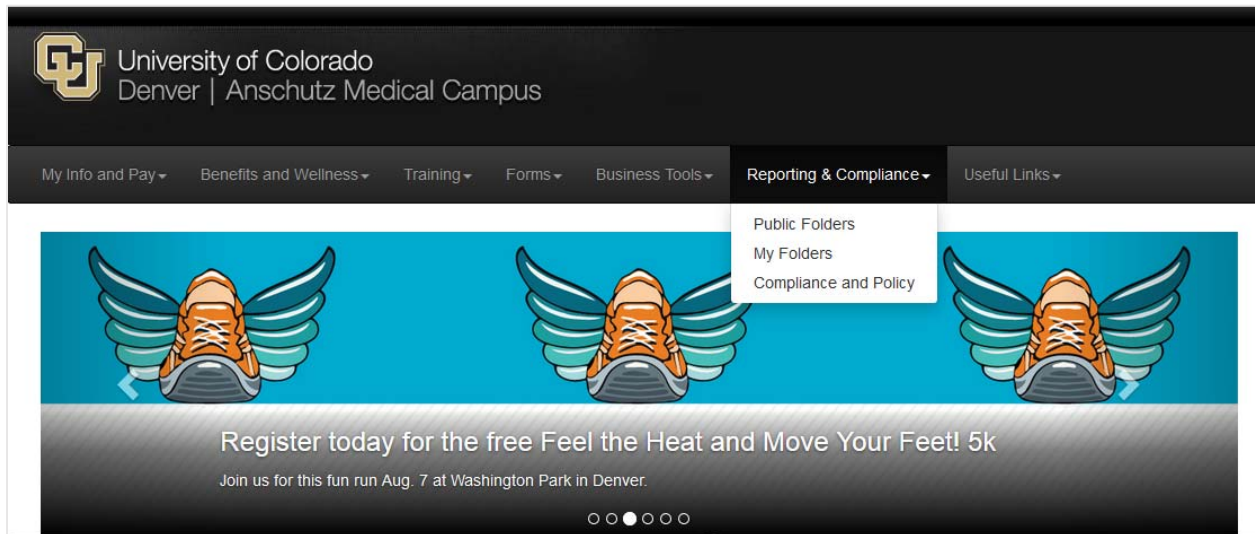 CU
University of Colorado
Denver | Anschutz Medical Campus
My Info and Pay Benefits and Wellness Training Forms Business Tools Reporting & Compliance Useful Links
Public Folders
My Folders
Compliance and Policy
Register today for the free Feel the Heat and Move Your Feet! 5k
Join us for this fun run Aug. 7 at Washington Park in Denver.